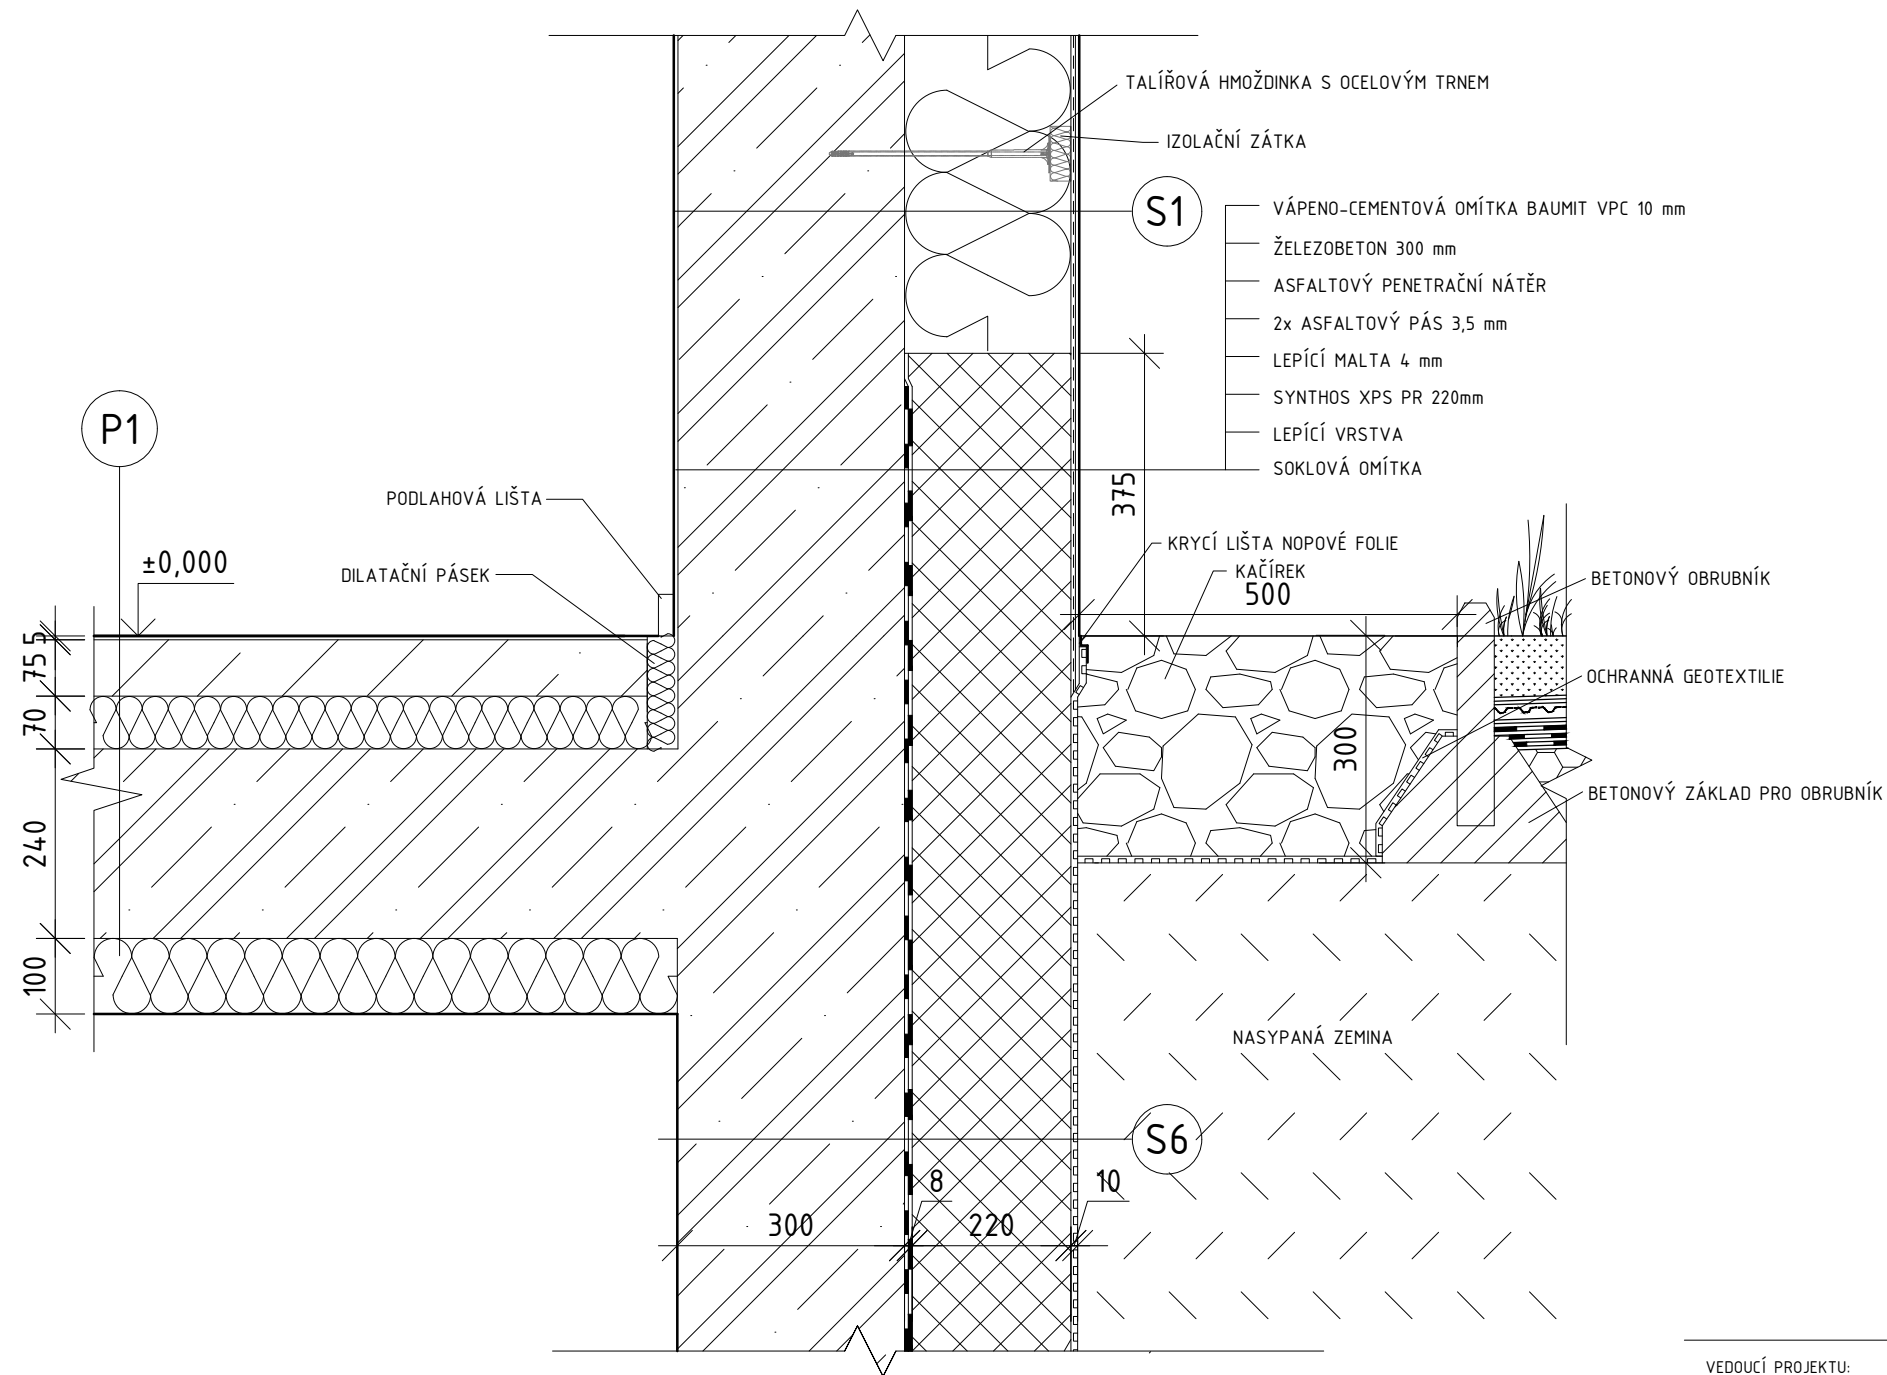 TALÍŘOVÁ HMOŽDINKA S OCELOVÝM TRNEM
IZOLAČNÍ ZÁTKA
S1
VÁPENO-CEMENTOVÁ OMÍTKA BAUMIT VPC 10 mm
ŽELEZOBETON 300 mm
ASFALTOVÝ PENETRAČNÍ NÁTĚR
2x ASFALTOVÝ PÁS 3,5 mm
LEPÍCÍ MALTA 4 mm
SYNTHOS XPS PR 220mm
LEPÍCÍ VRSTVA
SOKLOVÁ OMÍTKA
P1
PODLAHOVÁ LIŠTA
375
±0,000
DILATAČNÍ PÁSEK
KRYCÍ LIŠTA NOPOVÉ FOLIE
KAČÍREK
500
BETONOVÝ OBRUBNÍK
5
75
70
240
100
OCHRANNÁ GEOTEXTILIE
300
BETONOVÝ ZÁKLAD PRO OBRUBNÍK
NASYPANÁ ZEMINA
S6
8
10
300
220
VEDOUCÍ PROJEKTU: